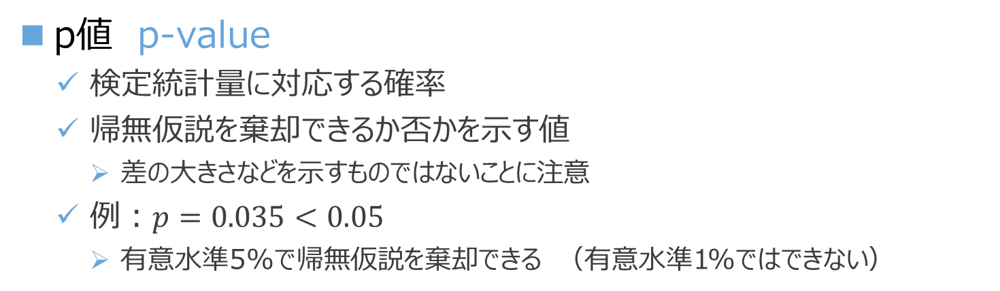 ■ p値 p-value
✓ 検定統計量に対応する確率
✓ 帰無仮説を棄却できるか否かを示す値
➢ 差の大きさなどを示すものではないことに注意
✓ 例：p = 0.035 < 0.05
➢ 有意水準5%で帰無仮説を棄却できる （有意水準1%ではできない）